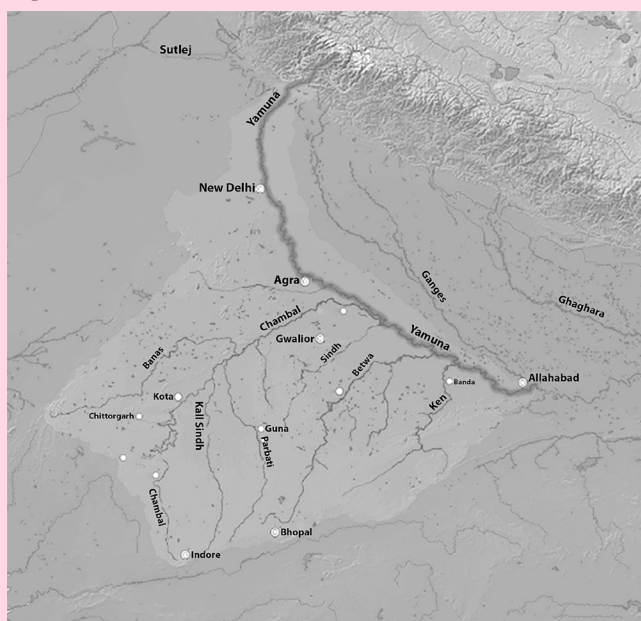 Sutlej
Yamuna
New Delhi
Agra
Ganges
Ghaghara
Chambal
Yamuna
Gwalior
Sindh
Banas
Betwa
Allahabad
Banda
Kota
Ken
Chittorgarh
Kali Sindh
Guna
Parbati
Chambal
Bhopal
Indore